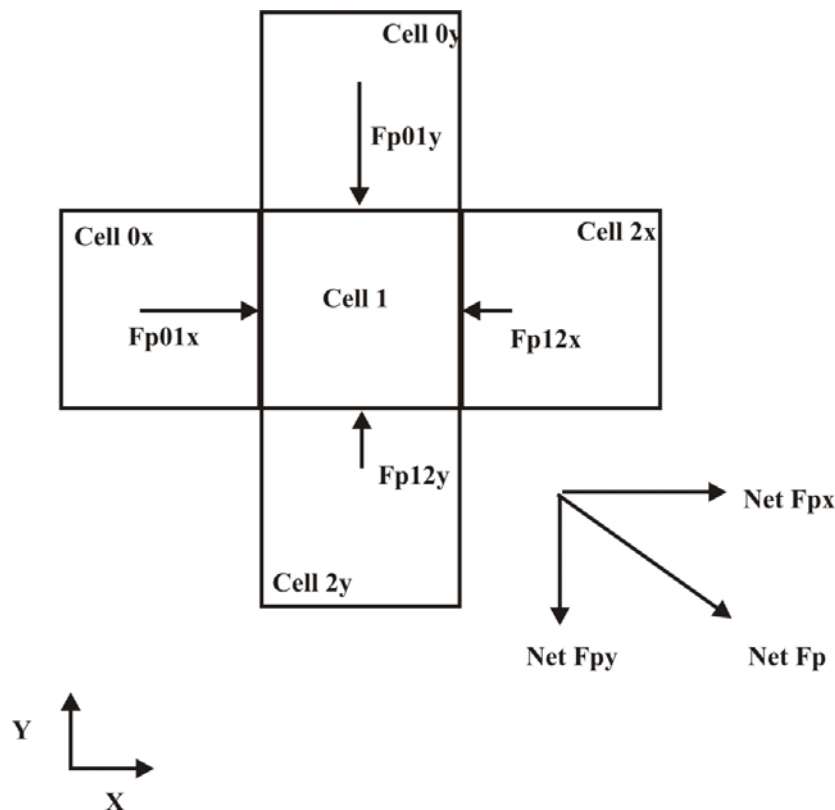 Cell 0y
Fp01y
Cell 0x
Cell 2x
Cell 1
Fp01x
Fp12x
Fp12y
Net Fpx
Cell 2y
Net Fpy
Net Fp
Y
X